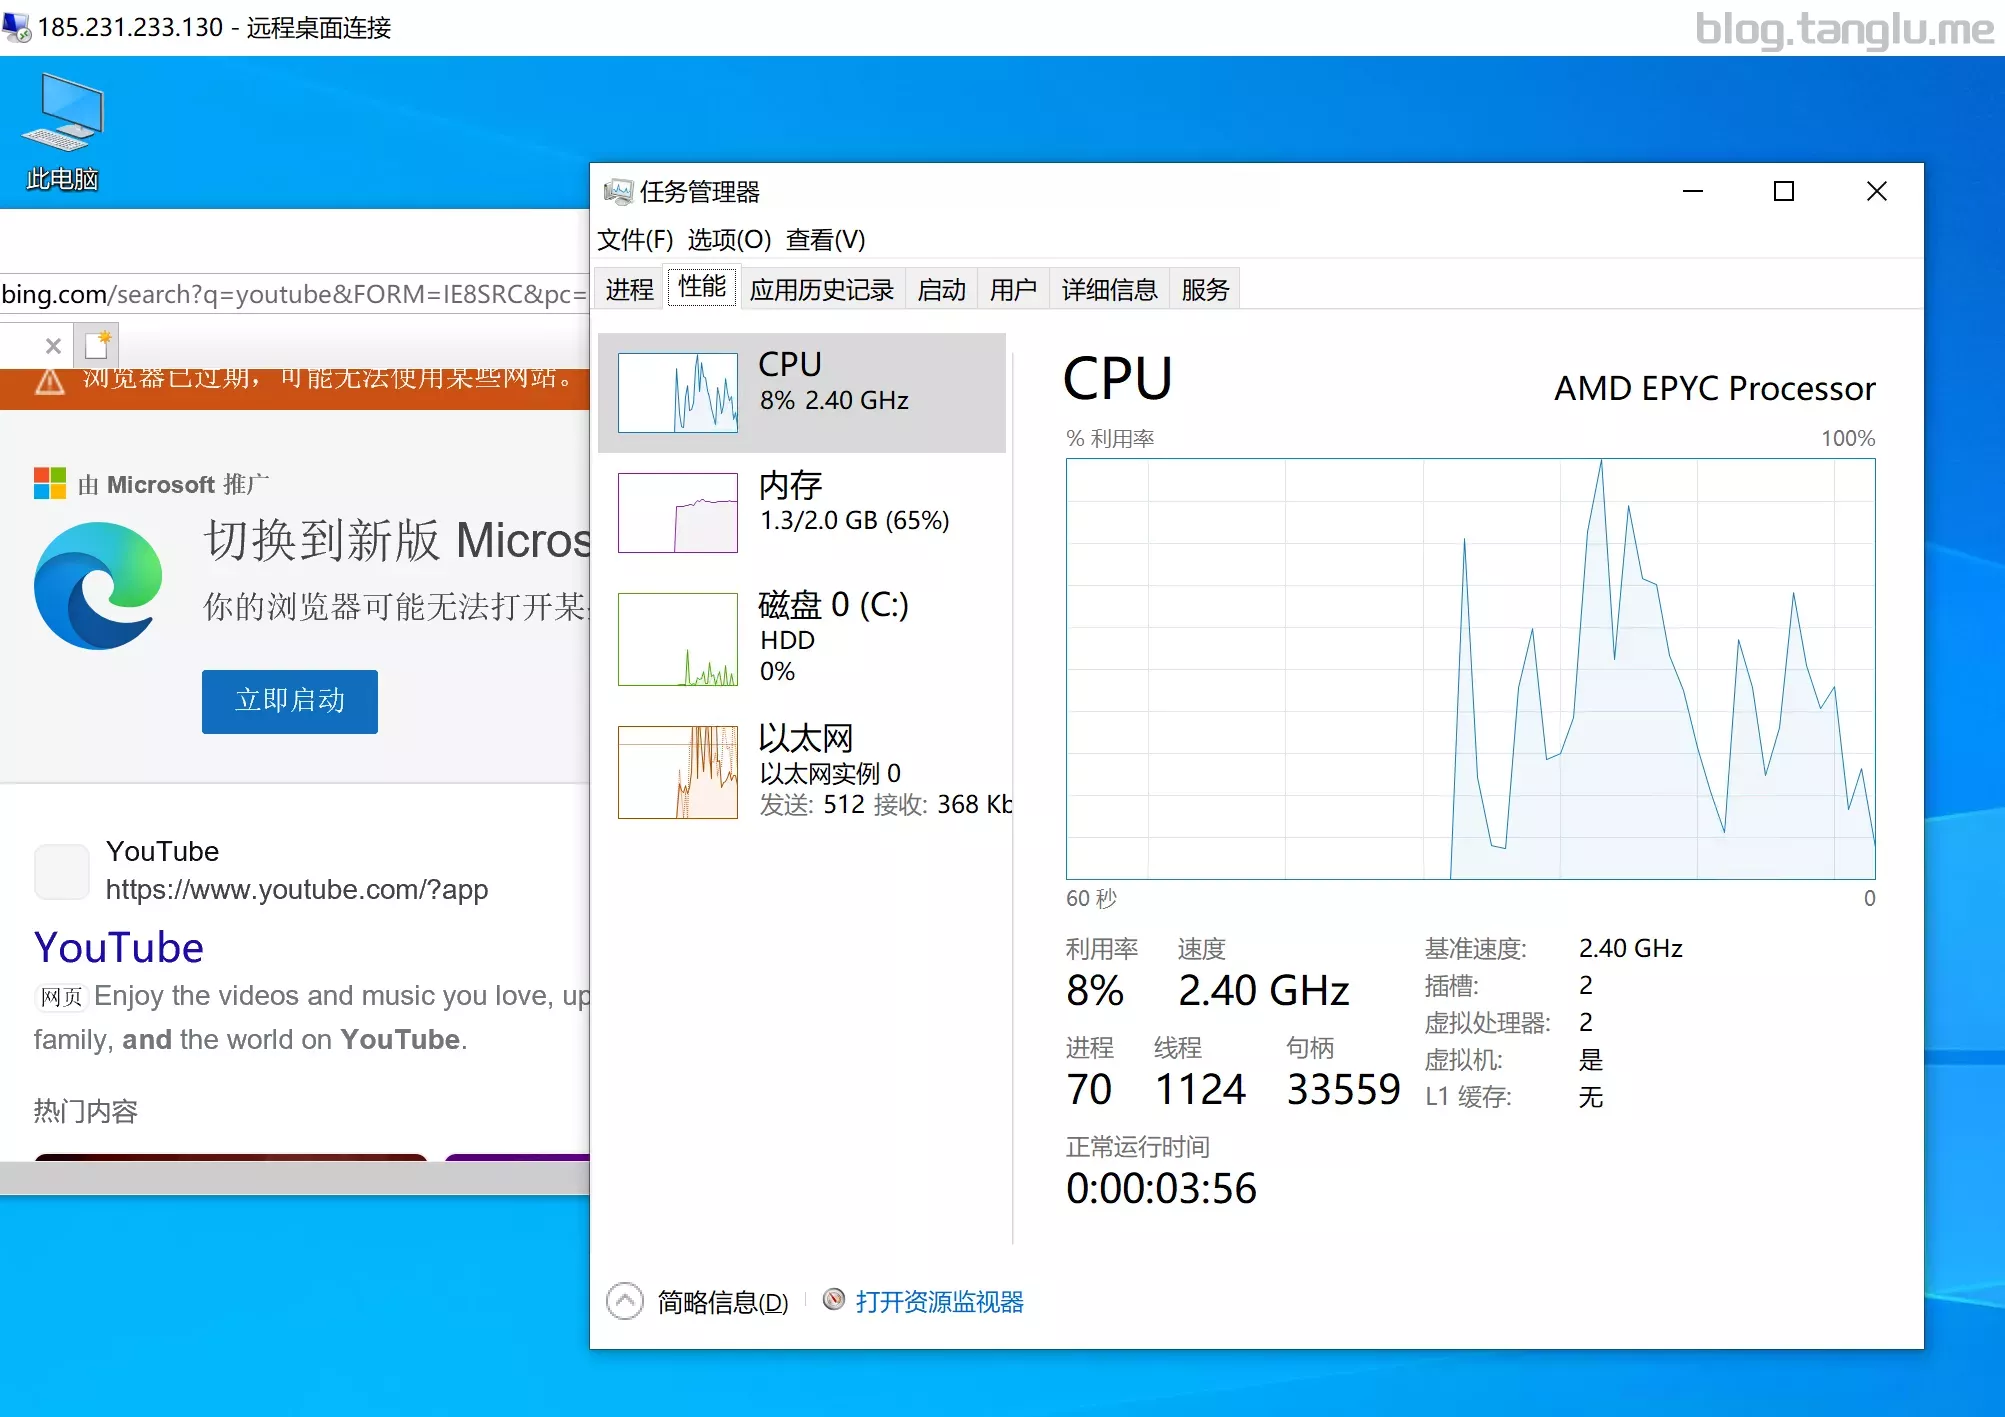 185.231.233.130 - 远程桌面连接
blog.tanglu.me
此电脑
bing.com/search?q=youtube&FORM=IE8SRC&pc=
浏览器已过期，可能无法使用某些网站。
由 Microsoft 推广
切换到新版 Micros
你的浏览器可能无法打开某
立即启动
YouTube
https://www.youtube.com/?app
YouTube
网页 Enjoy the videos and music you love, up
family, and the world on YouTube.
热门内容
任务管理器
文件(F) 选项(O) 查看(V)
进程 性能 应用历史记录 启动 用户 详细信息 服务
CPU
8% 2.40 GHz
内存
1.3/2.0 GB (65%)
磁盘 0 (C:)
HDD
0%
以太网
以太网实例 0
发送: 512 接收: 368 Kb
CPU
AMD EPYC Processor
% 利用率
100%
60 秒
0
利用率 速度
8% 2.40 GHz
进程 线程 句柄
70 1124 33559
正常运行时间
0:00:03:56
基准速度: 2.40 GHz
插槽: 2
虚拟处理器: 2
虚拟机: 是
L1 缓存: 无
简略信息(D)
打开资源监视器